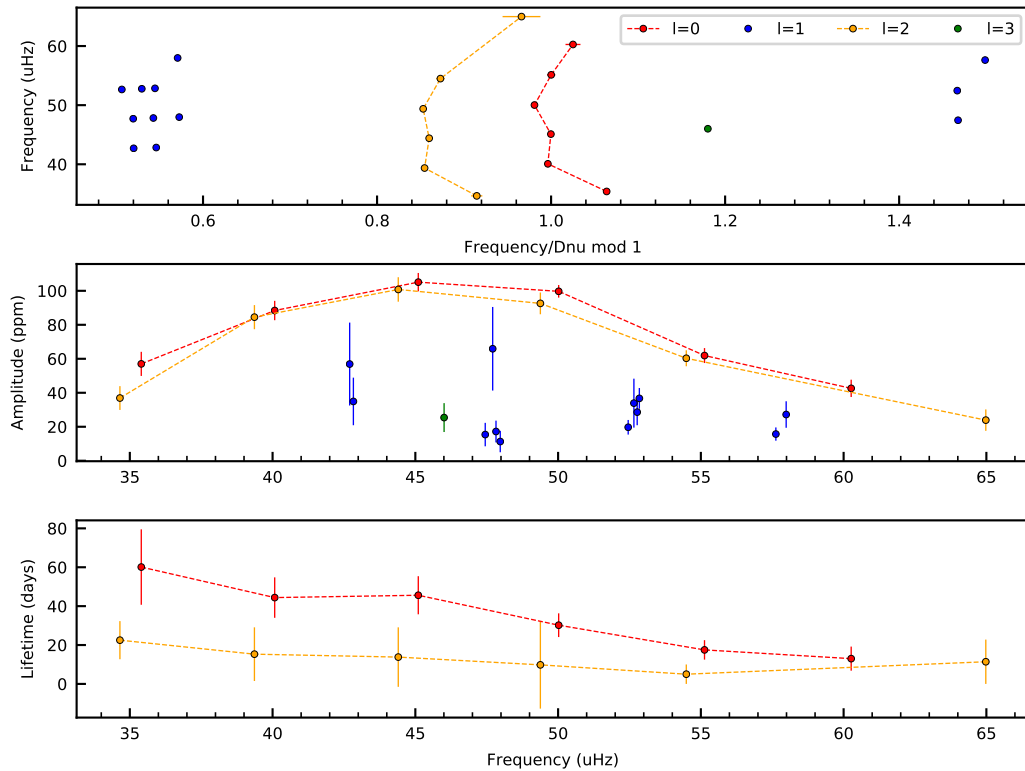 l=0 l=1 l=2 l=3
Frequency (uHz)
60
50
40
0.6 0.8 1.0 1.2 1.4
Frequency/Dnu mod 1
Amplitude (ppm)
100
80
60
40
20
0
35 40 45 50 55 60 65
Lifetime (days)
80
60
40
20
0
35 40 45 50 55 60 65
Frequency (uHz)